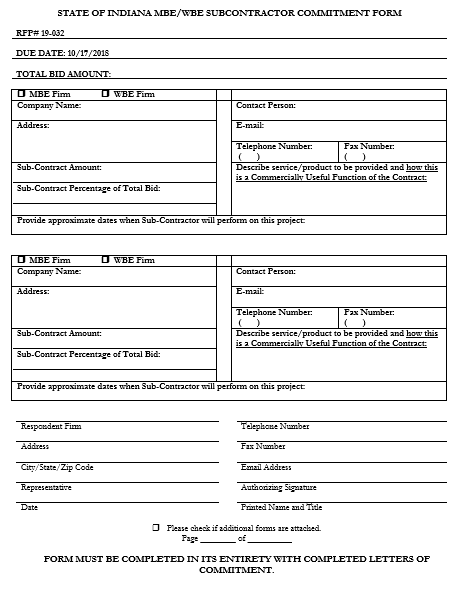 STATE OF INDIANA MBE/WBE SUBCONTRACTOR COMMITMENT FORM
RFP# 19-032
DUE DATE: 10/17/2018
TOTAL BID AMOUNT:
☐ MBE Firm ☐ WBE Firm
Company Name: Contact Person:
Address: E-mail:
Telephone Number: Fax Number:
( ) ( )
Sub-Contract Amount: Describe service/product to be provided and how this
Sub-Contract Percentage of Total Bid: is a Commercially Useful Function of the Contract:
Provide approximate dates when Sub-Contractor will perform on this project:
☐ MBE Firm ☐ WBE Firm
Company Name: Contact Person:
Address: E-mail:
Telephone Number: Fax Number:
( ) ( )
Sub-Contract Amount: Describe service/product to be provided and how this
Sub-Contract Percentage of Total Bid: is a Commercially Useful Function of the Contract:
Provide approximate dates when Sub-Contractor will perform on this project:
Respondent Firm Telephone Number
Address Fax Number
City/State/Zip Code Email Address
Representative Authorizing Signature
Date Printed Name and Title
☐ Please check if additional forms are attached.
Page ________ of __________
FORM MUST BE COMPLETED IN ITS ENTIRETY WITH COMPLETED LETTERS OF
COMMITMENT.